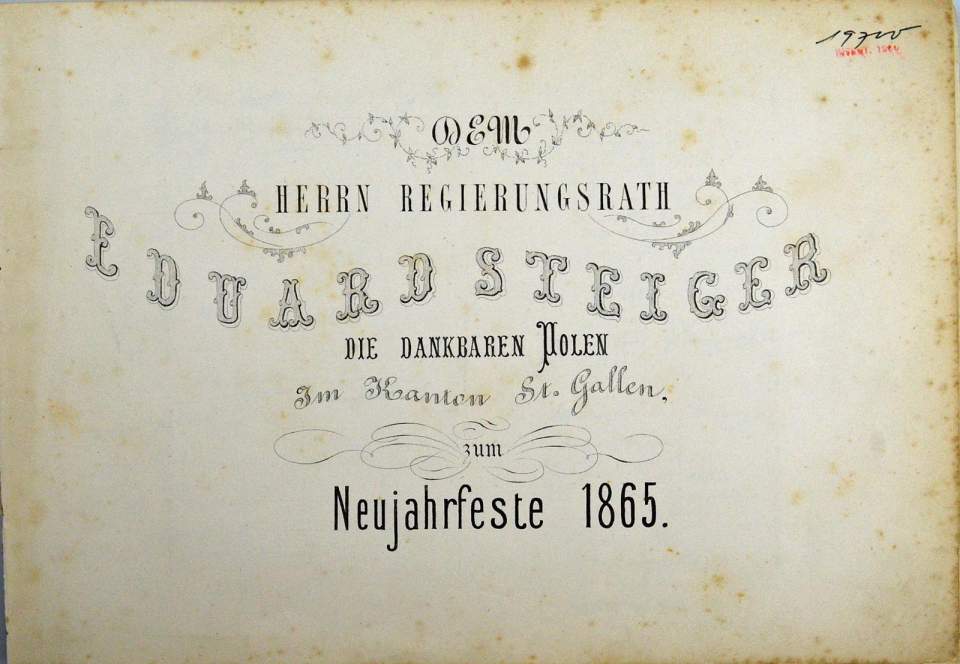 DEM
HERRN REGIERUNGSRATH
EDUARD STEIGER
DIE DANKBAREN POLEN
Im Kanton St. Gallen,
zum
Neujahrfeste 1865.